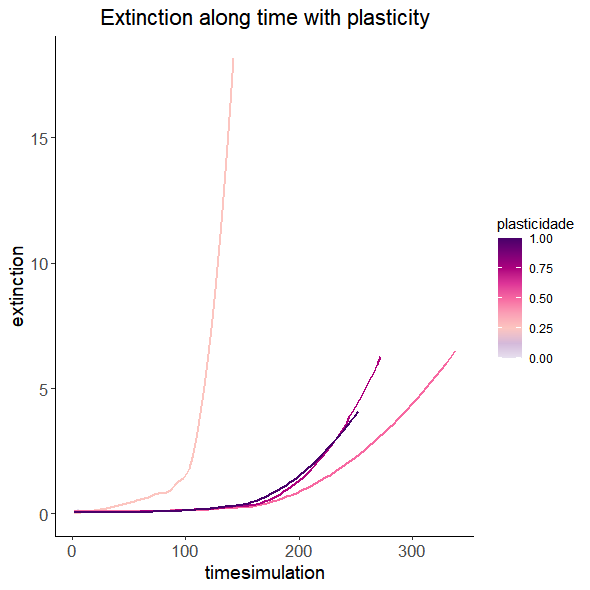 Extinction along time with plasticity
extinction
15
10
5
0
0 100 200 300
timesimulation
plasticidade
1.00
0.75
0.50
0.25
0.00